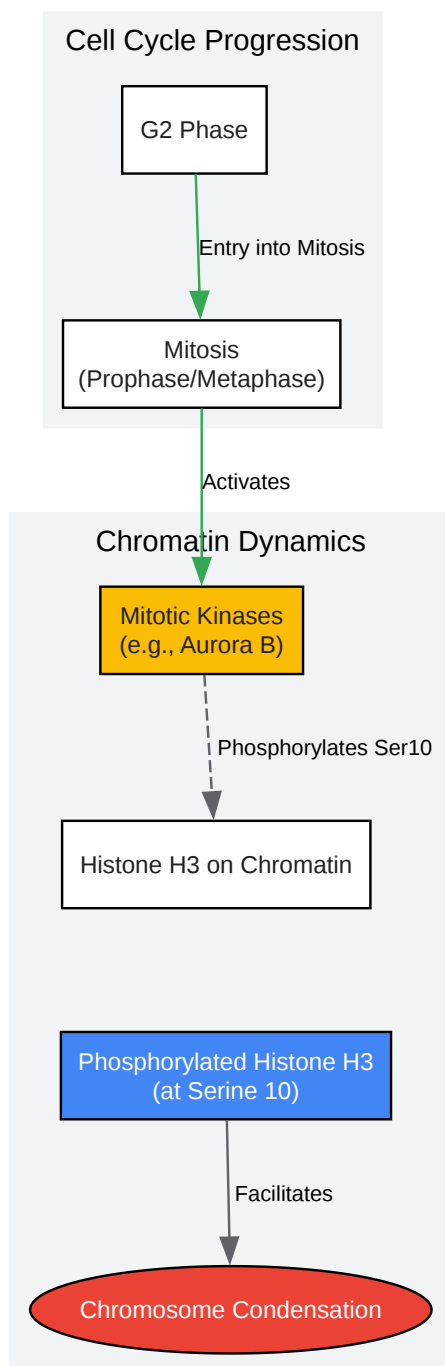 Cell Cycle Progression
G2 Phase
Entry into Mitosis
Mitosis
(Prophase/Metaphase)
Activates
Chromatin Dynamics
Mitotic Kinases
(e.g., Aurora B)
Phosphorylates Ser10
Histone H3 on Chromatin
Phosphorylated Histone H3
(at Serine 10)
Facilitates
Chromosome Condensation